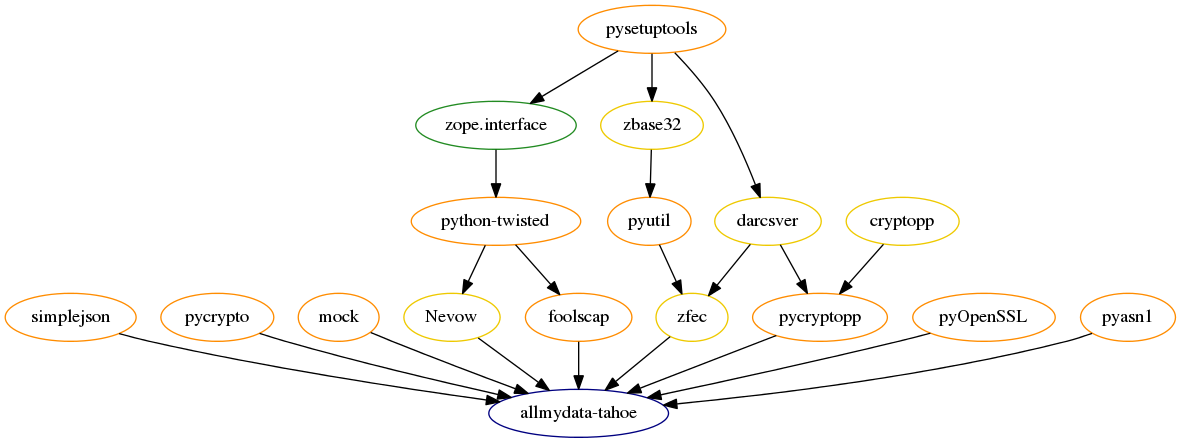 pysetuptools
zope.interface
zbase32
python-twisted
pyutil
darcsver
cryptopp
simplejson
pycrypto
mock
Nevow
foolscap
zfec
pycryptopp
pyOpenSSL
pyasn1
allmydata-tahoe